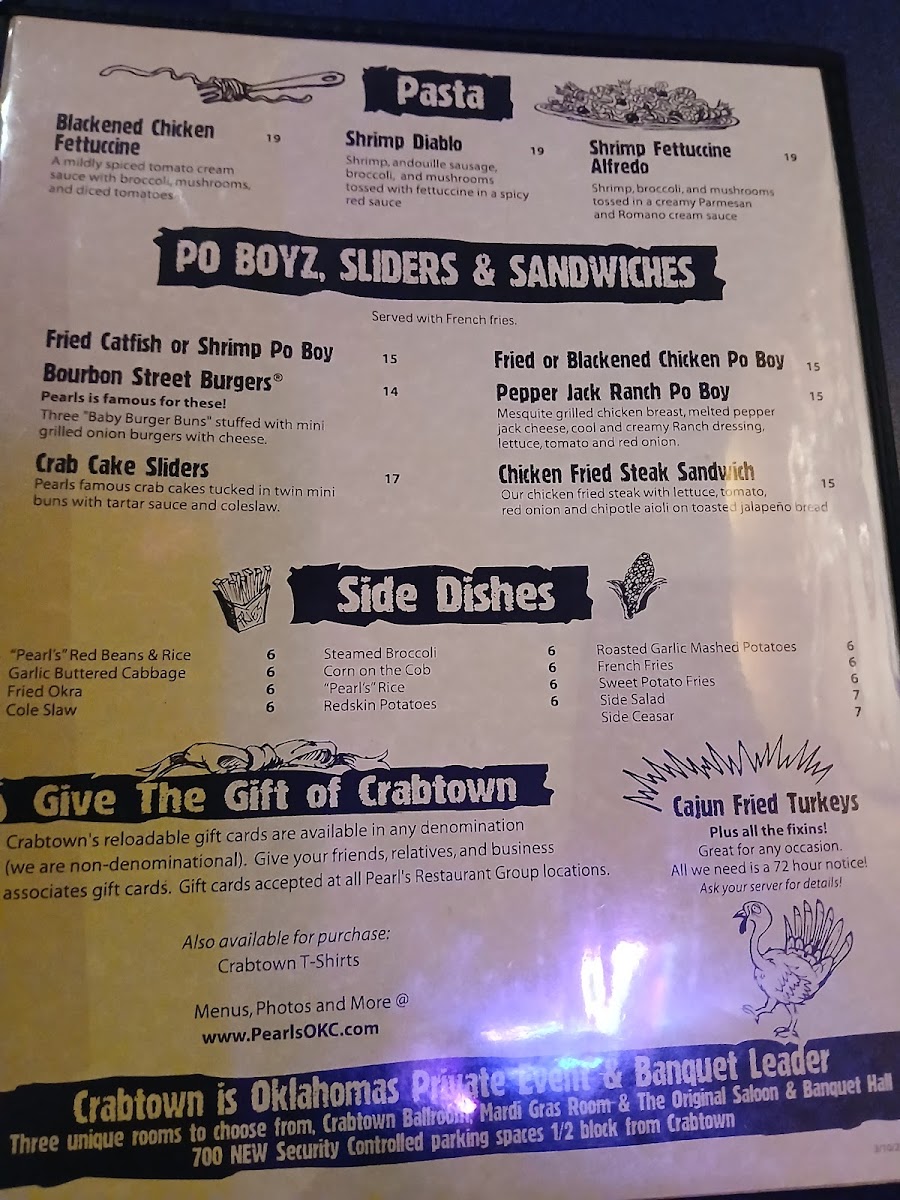 Pasta
Blackened Chicken
Fettuccine 19
A mildly spiced tomato cream
sauce with broccoli, mushrooms,
and diced tomatoes
Shrimp Diablo 19
Shrimp, andouille sausage,
broccoli, and mushrooms
tossed with fettuccine in a spicy
red sauce
Shrimp Fettuccine
Alfredo 19
Shrimp, broccoli, and mushrooms
tossed in a creamy Parmesan
and Romano cream sauce
PO BOYZ, SLIDERS & SANDWICHES
Served with French fries.
Fried Catfish or Shrimp Po Boy 15
Bourbon Street Burgers® 14
Pearls is famous for these!
Three "Baby Burger Buns" stuffed with mini
grilled onion burgers with cheese.
Crab Cake Sliders 17
Pearls famous crab cakes tucked in twin mini
buns with tartar sauce and coleslaw.
Fried or Blackened Chicken Po Boy 15
Pepper Jack Ranch Po Boy 15
Mesquite grilled chicken breast, melted pepper
jack cheese, cool and creamy Ranch dressing,
lettuce, tomato and red onion.
Chicken Fried Steak Sandwich 15
Our chicken fried steak with lettuce, tomato,
red onion and chipotle aioli on toasted jalapeño bread
FRIES
Side Dishes
"Pearl's" Red Beans & Rice 6
Garlic Buttered Cabbage 6
Fried Okra 6
Cole Slaw 6
Steamed Broccoli 6
Corn on the Cob 6
"Pearl's" Rice 6
Redskin Potatoes 6
Roasted Garlic Mashed Potatoes 6
French Fries 6
Sweet Potato Fries 6
Side Salad 7
Side Ceasar 7
Give The Gift of Crabtown
Crabtown's reloadable gift cards are available in any denomination
(we are non-denominational). Give your friends, relatives, and business
associates gift cards. Gift cards accepted at all Pearl's Restaurant Group locations.
Also available for purchase:
Crabtown T-Shirts
Menus, Photos and More @
www.PearlsOKC.com
Cajun Fried Turkeys
Plus all the fixins!
Great for any occasion.
All we need is a 72 hour notice!
Ask your server for details!
Crabtown is Oklahomas Private Event & Banquet Leader
Three unique rooms to choose from, Crabtown Ballroom, Mardi Gras Room & The Original Saloon & Banquet Hall
700 NEW Security Controlled parking spaces 1/2 block from Crabtown